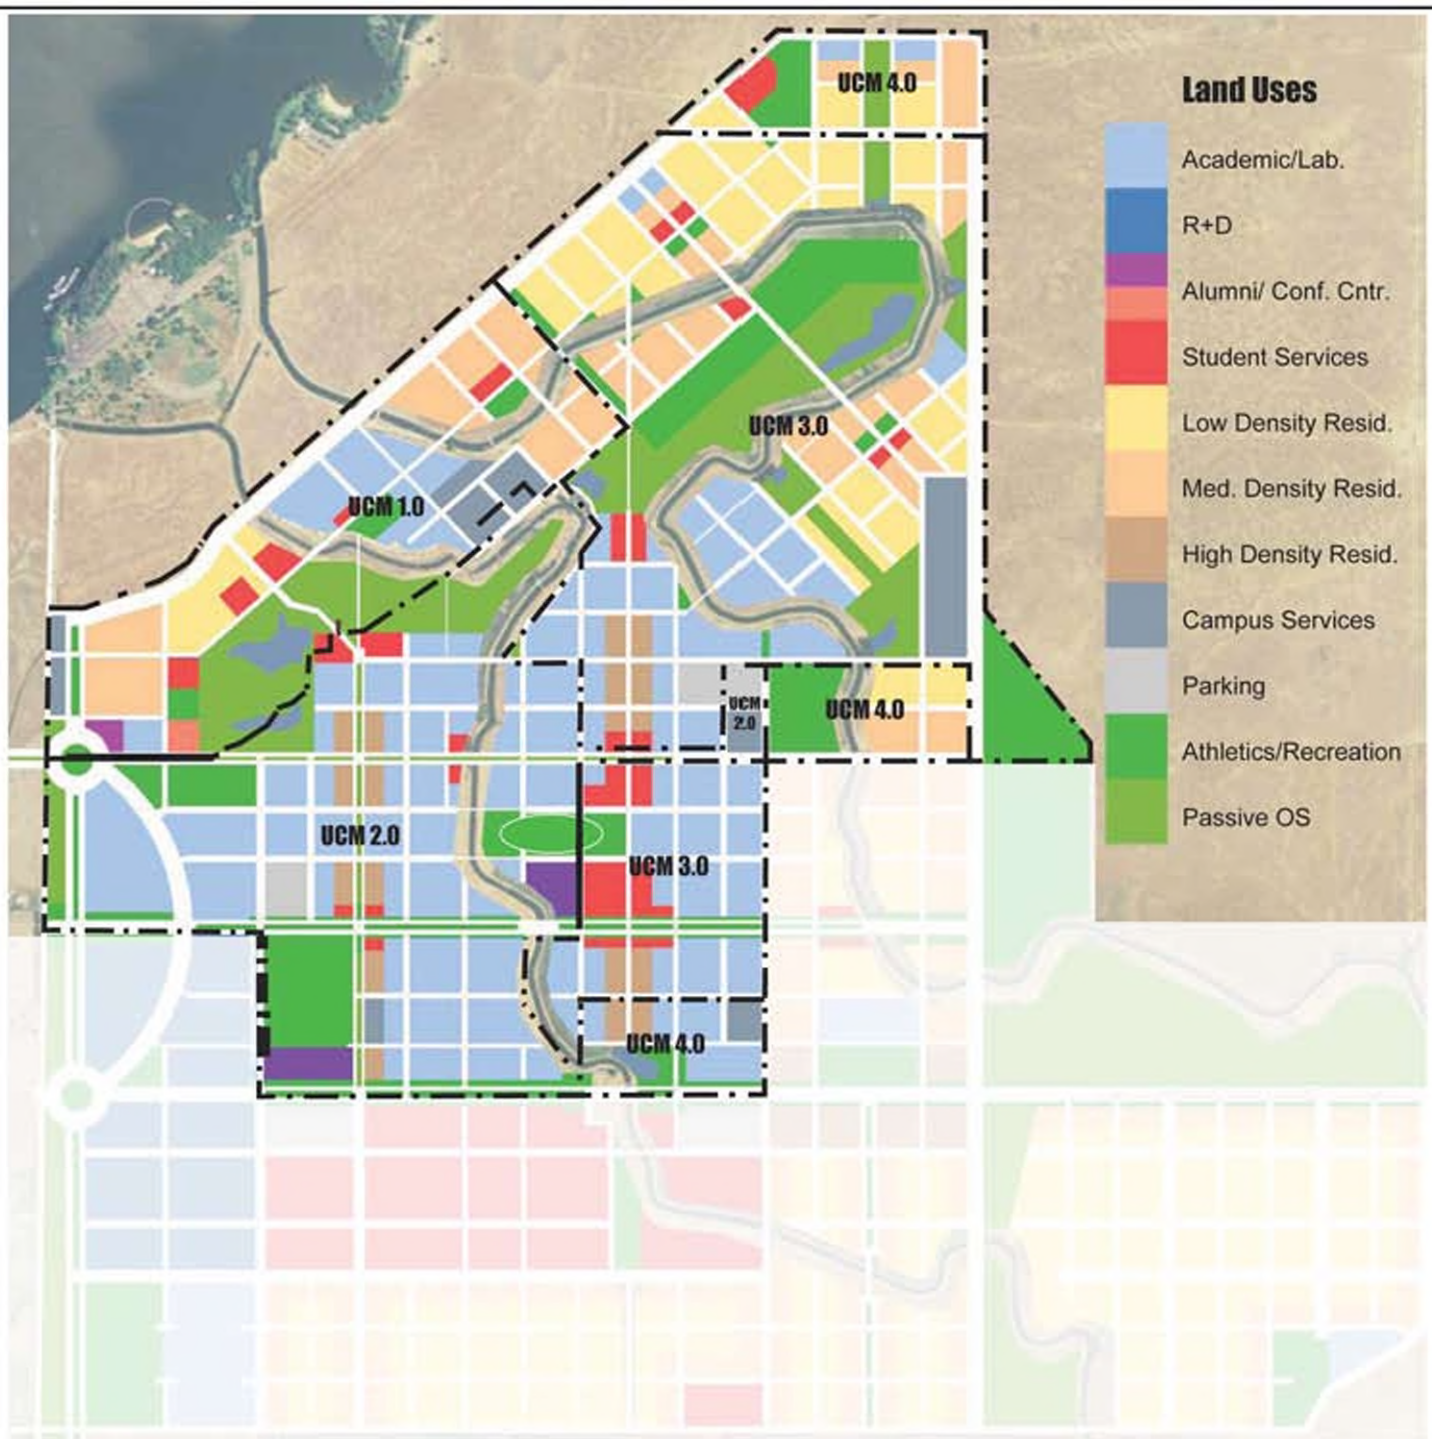 UCM 4.0
Land Uses
Academic/Lab.
R+D
Alumni/ Conf. Cntr.
Student Services
Low Density Resid.
UCM 3.0
Med. Density Resid.
UCM 1.0
High Density Resid.
Campus Services
Parking
UCM
2.0
UCM 4.0
Athletics/Recreation
Passive OS
UCM 2.0
UCM 3.0
UCM 4.0